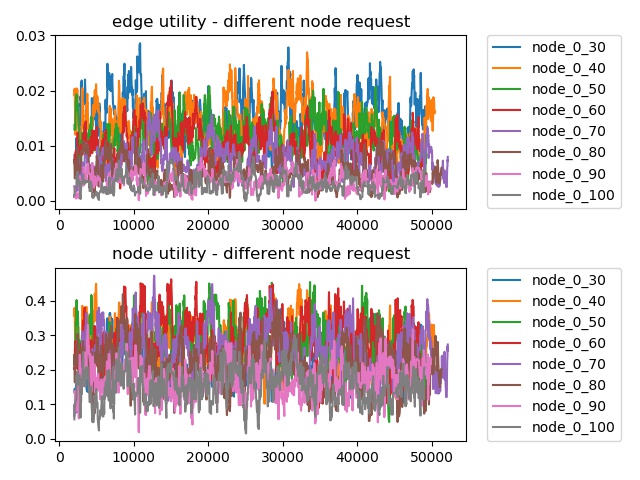 edge utility - different node request
0.03
0.02
0.01
0.00
0
10000
20000
30000
40000
50000
node_0_30
node_0_40
node_0_50
node_0_60
node_0_70
node_0_80
node_0_90
node_0_100
node utility - different node request
0.4
0.3
0.2
0.1
0.0
0
10000
20000
30000
40000
50000
node_0_30
node_0_40
node_0_50
node_0_60
node_0_70
node_0_80
node_0_90
node_0_100